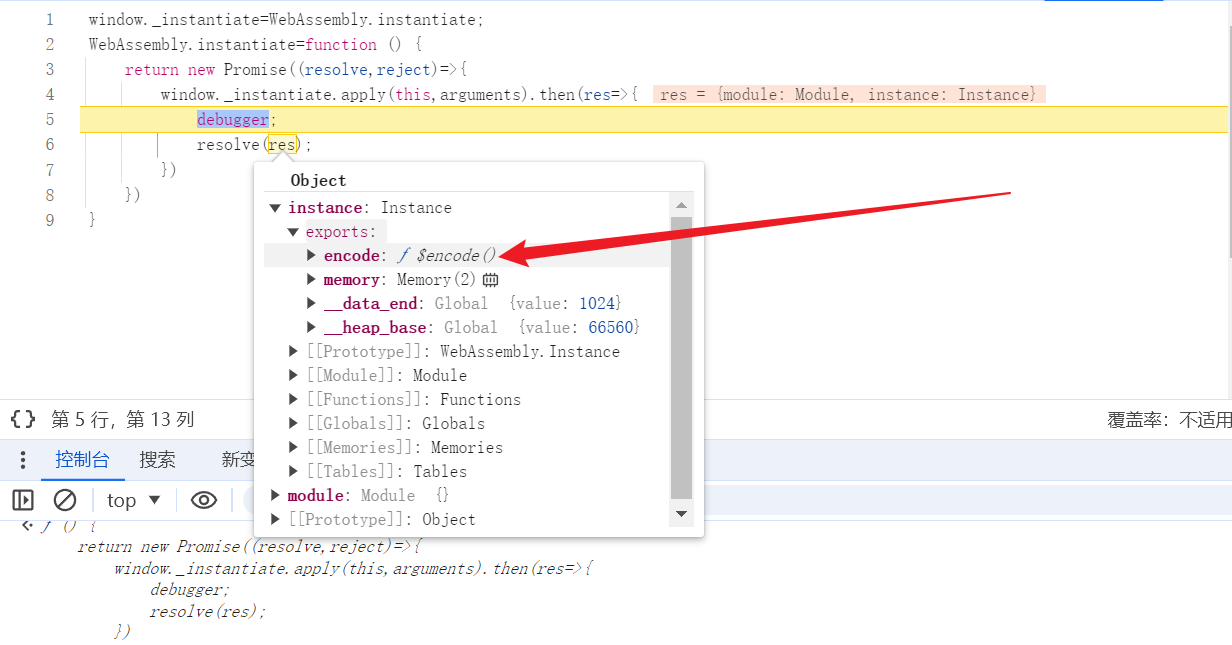 1 window._instantiate=WebAssembly.instantiate;
2 WebAssembly.instantiate=function () {
3 return new Promise((resolve,reject)=>{
4 window._instantiate.apply(this,arguments).then(res=>{ res = {module: Module, instance: Instance}
5 debugger;
6 resolve(res);
7 })
8 })
9 }
Object
▼ instance: Instance
▼ exports:
▶ encode: ƒ $encode()
▶ memory: Memory(2)
▶ __data_end: Global {value: 1024}
▶ __heap_base: Global {value: 66560}
▶ [[Prototype]]: WebAssembly.Instance
▶ [[Module]]: Module
▶ [[Functions]]: Functions
▶ [[Globals]]: Globals
▶ [[Memories]]: Memories
▶ [[Tables]]: Tables
▶ module: Module {}
▶ [[Prototype]]: Object
{} 第 5 行，第 13 列 覆盖率：不适用
控制台 搜索 新变
top ▼
ƒ () {
return new Promise((resolve,reject)=>{
window._instantiate.apply(this,arguments).then(res=>{
debugger;
resolve(res);
})